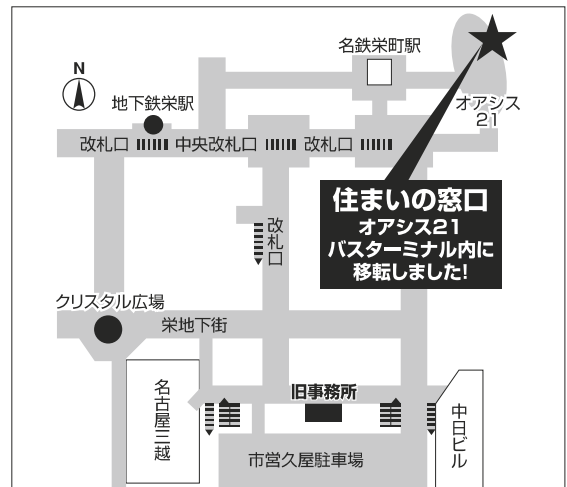 名鉄栄町駅
N
地下鉄栄駅
オアシス
21
改札口
中央改札口
改札口
住まいの窓口
オアシス21
バスターミナル内に
移転しました!
改札口
クリスタル広場
栄地下街
旧事務所
名古屋三越
中日ビル
市営久屋駐車場